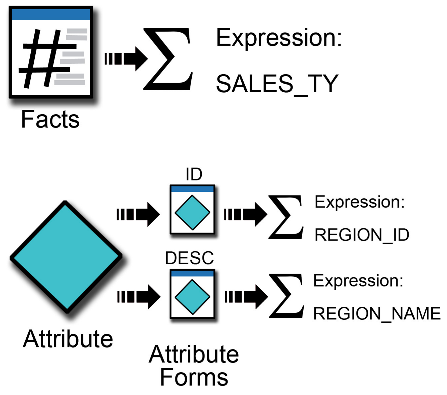 Expression:
SALES_TY
Facts
ID
Expression:
REGION_ID
DESC
Expression:
REGION_NAME
Attribute
Attribute
Forms